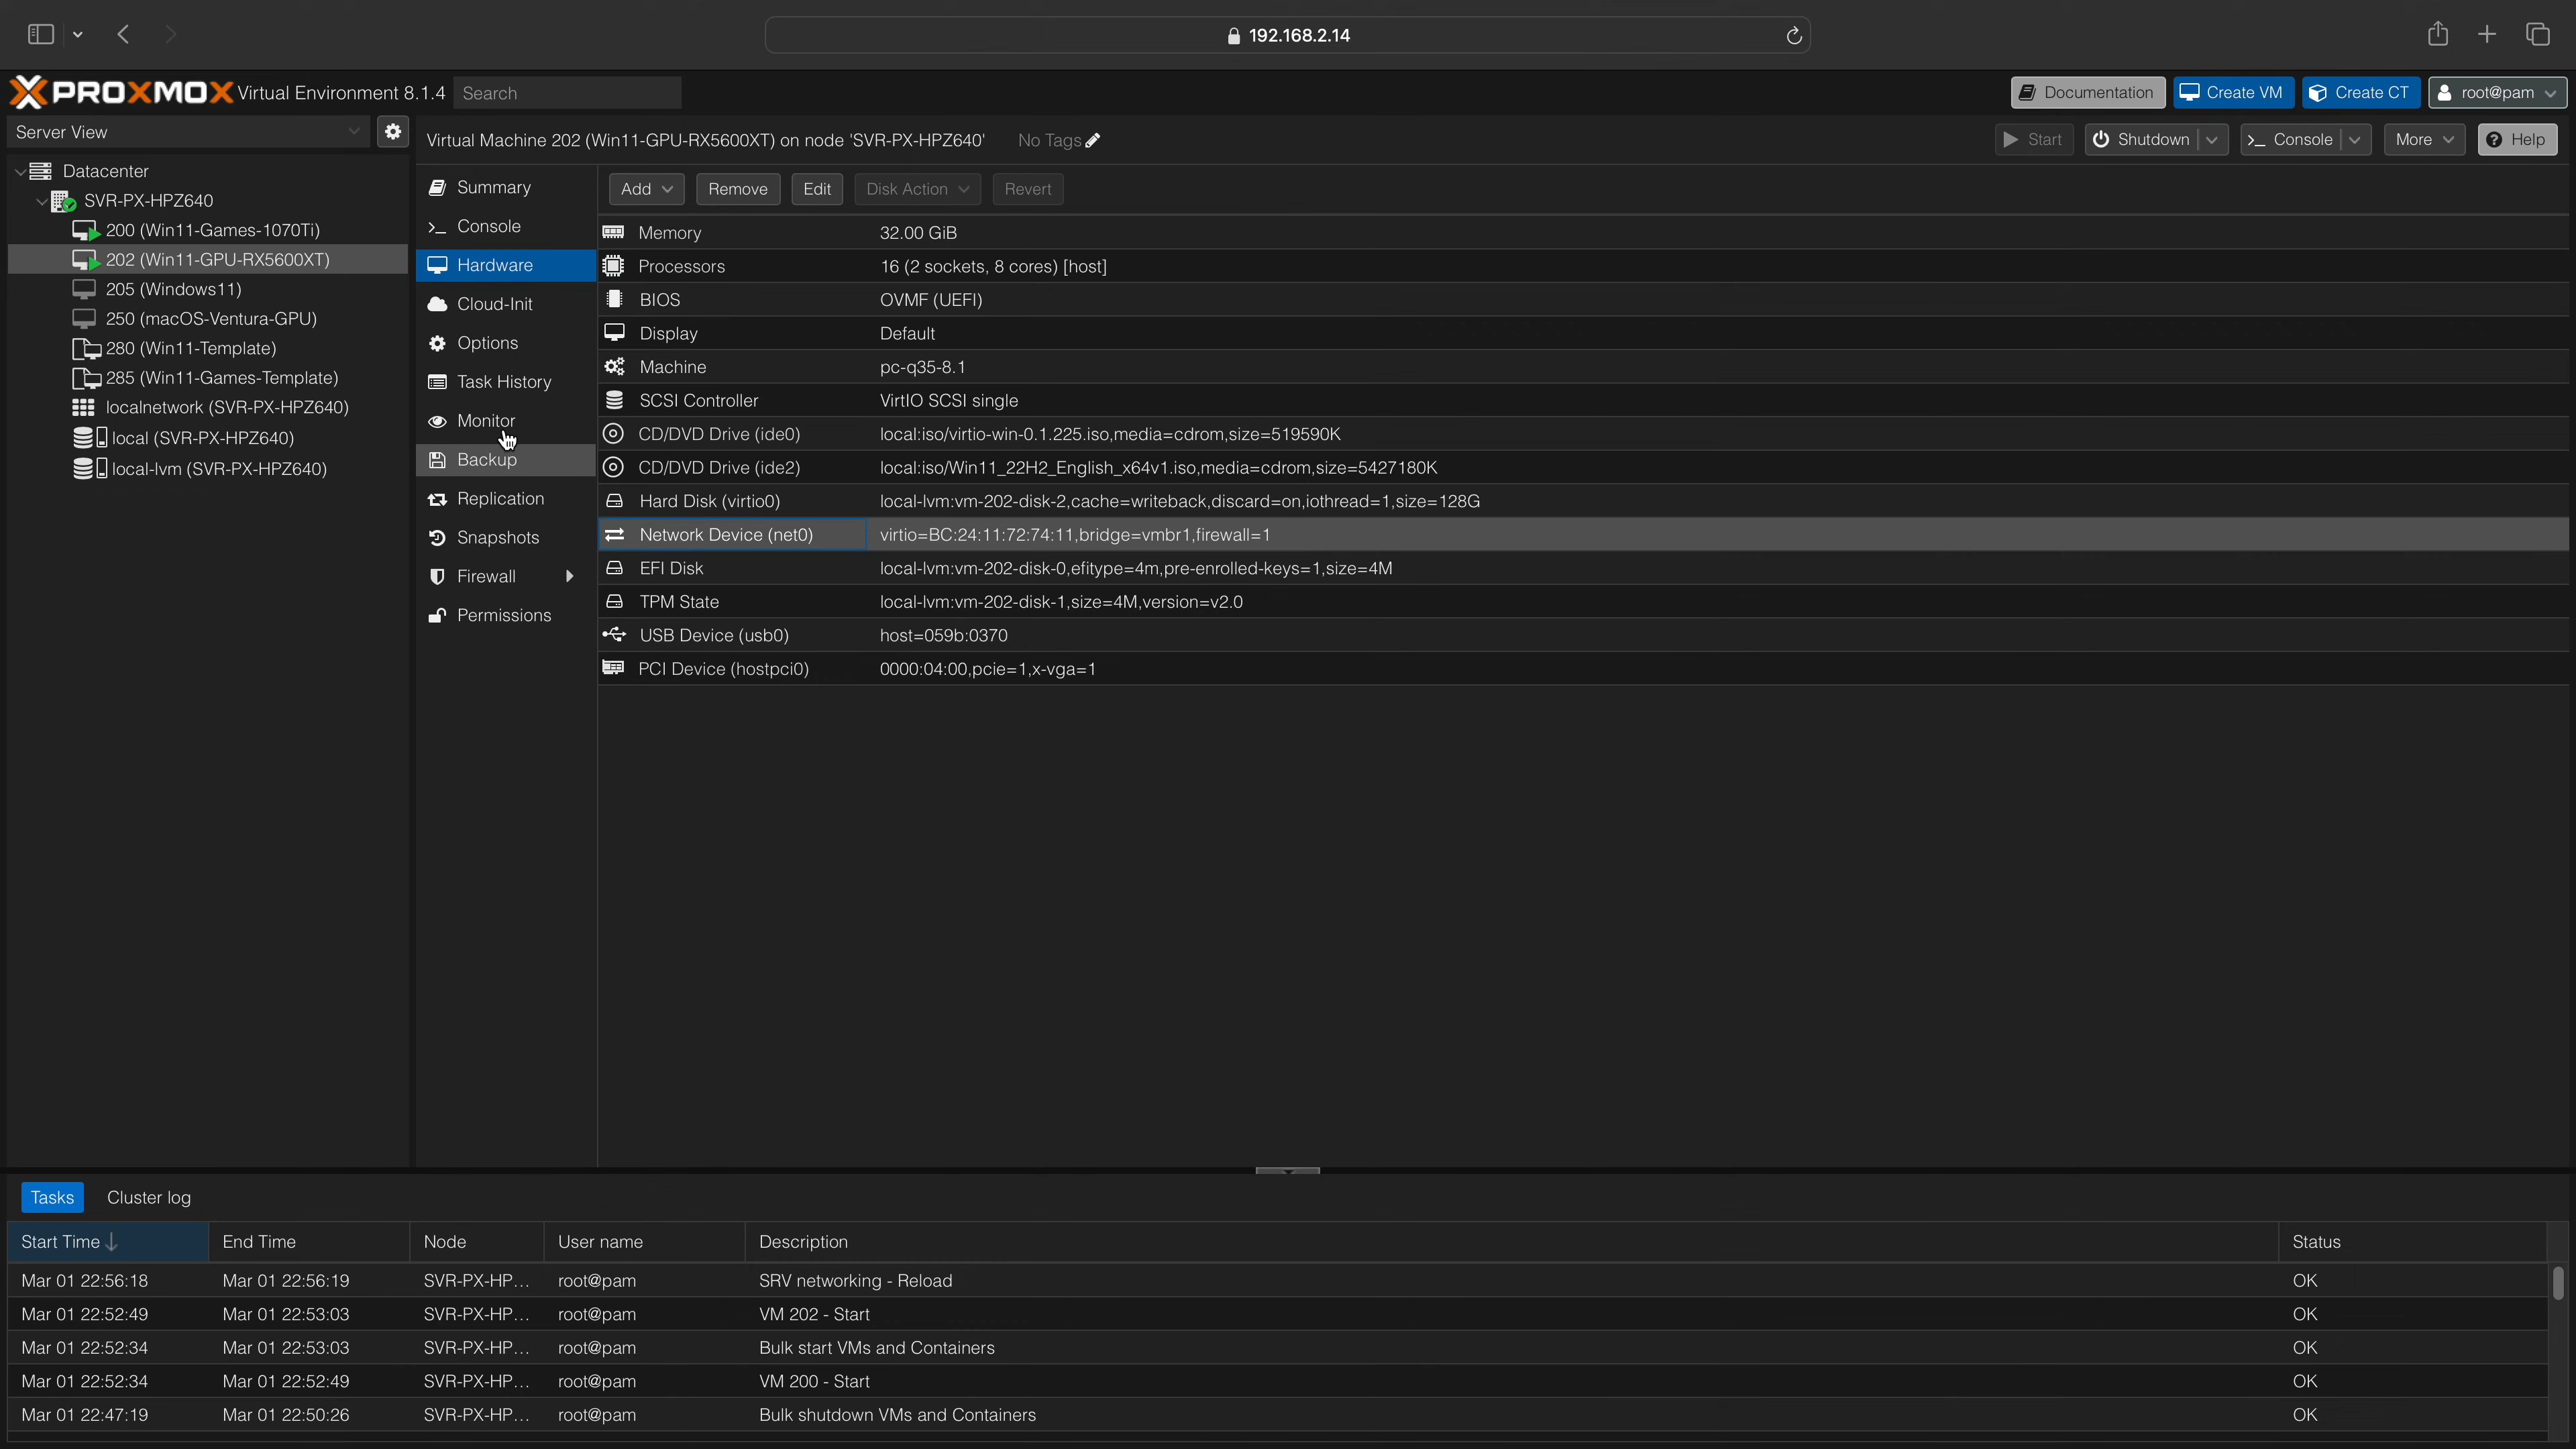 192.168.2.14
PROXMOX Virtual Environment 8.1.4 Search Documentation Create VM Create CT root@pam
Server View
Virtual Machine 202 (Win11-GPU-RX5600XT) on node 'SVR-PX-HPZ640' No Tags Start Shutdown Console More Help
Datacenter
SVR-PX-HPZ640
200 (Win11-Games-1070Ti)
202 (Win11-GPU-RX5600XT)
205 (Windows11)
250 (macOS-Ventura-GPU)
280 (Win11-Template)
285 (Win11-Games-Template)
localnetwork (SVR-PX-HPZ640)
local (SVR-PX-HPZ640)
local-lvm (SVR-PX-HPZ640)
Summary
Console
Hardware
Cloud-Init
Options
Task History
Monitor
Backup
Replication
Snapshots
Firewall
Permissions
Add Remove Edit Disk Action Revert
Memory 32.00 GiB
Processors 16 (2 sockets, 8 cores) [host]
BIOS OVMF (UEFI)
Display Default
Machine pc-q35-8.1
SCSI Controller VirtIO SCSI single
CD/DVD Drive (ide0) local:iso/virtio-win-0.1.225.iso,media=cdrom,size=519590K
CD/DVD Drive (ide2) local:iso/Win11_22H2_English_x64v1.iso,media=cdrom,size=5427180K
Hard Disk (virtio0) local-lvm:vm-202-disk-2,cache=writeback,discard=on,iothread=1,size=128G
Network Device (net0) virtio=BC:24:11:72:74:11,bridge=vmbr1,firewall=1
EFI Disk local-lvm:vm-202-disk-0,efitype=4m,pre-enrolled-keys=1,size=4M
TPM State local-lvm:vm-202-disk-1,size=4M,version=v2.0
USB Device (usb0) host=059b:0370
PCI Device (hostpci0) 0000:04:00,pcie=1,x-vga=1
Tasks Cluster log
Start Time End Time Node User name Description Status
Mar 01 22:56:18 Mar 01 22:56:19 SVR-PX-HP... root@pam SRV networking - Reload OK
Mar 01 22:52:49 Mar 01 22:53:03 SVR-PX-HP... root@pam VM 202 - Start OK
Mar 01 22:52:34 Mar 01 22:53:03 SVR-PX-HP... root@pam Bulk start VMs and Containers OK
Mar 01 22:52:34 Mar 01 22:52:49 SVR-PX-HP... root@pam VM 200 - Start OK
Mar 01 22:47:19 Mar 01 22:50:26 SVR-PX-HP... root@pam Bulk shutdown VMs and Containers OK